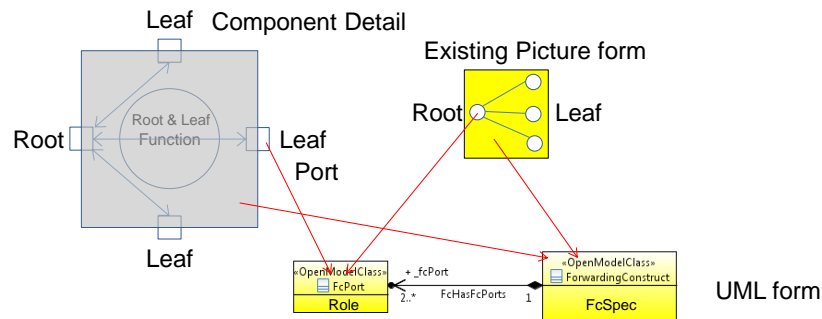 Leaf
Component Detail
Existing Picture form
Root & Leaf
Function
Root
Leaf
Port
Root
Leaf
Leaf
«OpenModelClass»
FcPort
Role
+ _fcPort
2..*
FcHasFcPorts
1
«OpenModelClass»
ForwardingConstruct
FcSpec
UML form